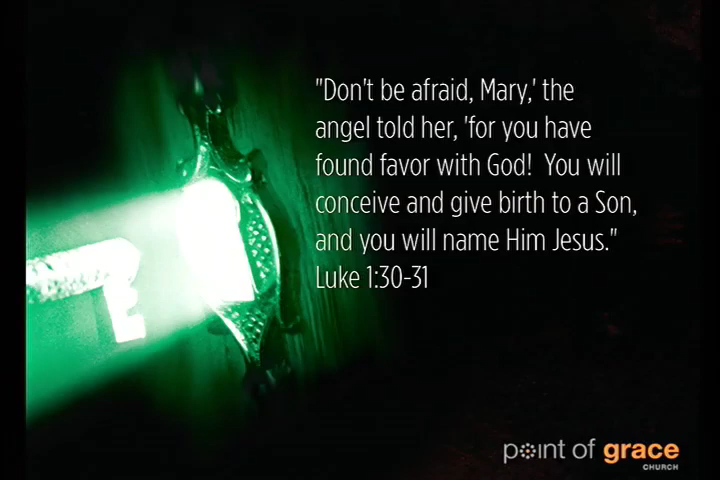 "Don't be afraid, Mary,' the
angel told her, 'for you have
found favor with God!  You will
conceive and give birth to a Son,
and you will name Him Jesus."
Luke 1:30-31
point of grace
CHURCH